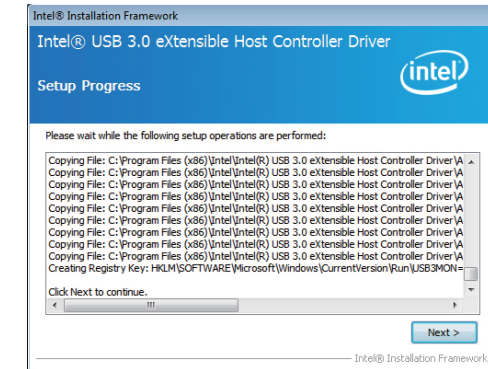 Intel® Installation Framework
Intel® USB 3.0 eXtensible Host Controller Driver
intel
Setup Progress
Please wait while the following setup operations are performed:
Copying File: C:\Program Files (x86)\Intel\Intel(R) USB 3.0 eXtensible Host Controller Driver\A
Copying File: C:\Program Files (x86)\Intel\Intel(R) USB 3.0 eXtensible Host Controller Driver\A
Copying File: C:\Program Files (x86)\Intel\Intel(R) USB 3.0 eXtensible Host Controller Driver\A
Copying File: C:\Program Files (x86)\Intel\Intel(R) USB 3.0 eXtensible Host Controller Driver\A
Copying File: C:\Program Files (x86)\Intel\Intel(R) USB 3.0 eXtensible Host Controller Driver\A
Copying File: C:\Program Files (x86)\Intel\Intel(R) USB 3.0 eXtensible Host Controller Driver\A
Copying File: C:\Program Files (x86)\Intel\Intel(R) USB 3.0 eXtensible Host Controller Driver\A
Copying File: C:\Program Files (x86)\Intel\Intel(R) USB 3.0 eXtensible Host Controller Driver\A
Copying File: C:\Program Files (x86)\Intel\Intel(R) USB 3.0 eXtensible Host Controller Driver\A
Creating Registry Key: HKLM\SOFTWARE\Microsoft\Windows\CurrentVersion\Run\USB3MON=
Click Next to continue.
Next >
Intel® Installation Framework